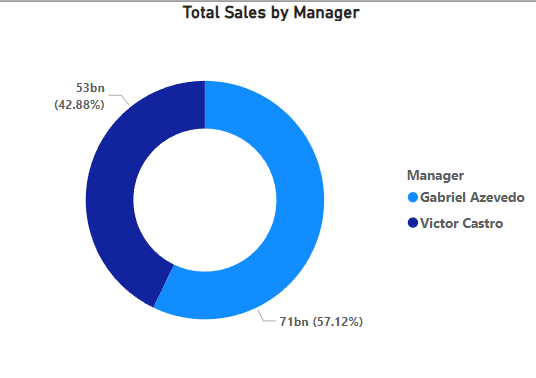 Total Sales by Manager
53bn
(42.88%)
Manager
Gabriel Azevedo
Victor Castro
71bn (57.12%)